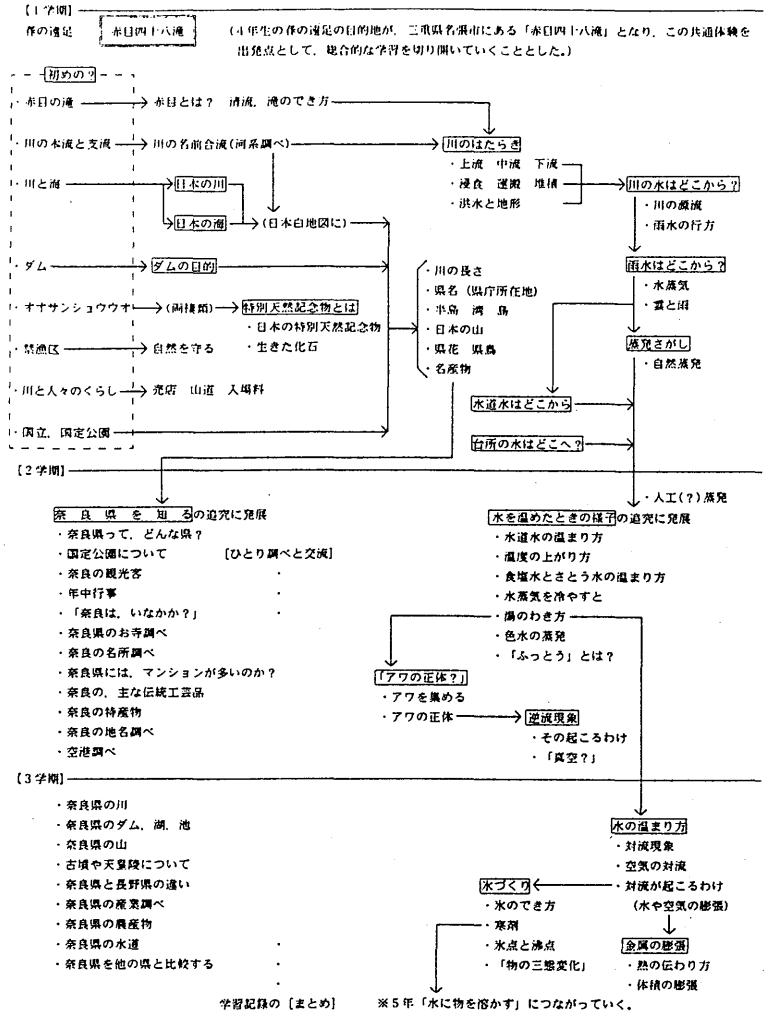 【1学期】
春の遠足 赤目四十八滝 (4年生の春の遠足の目的地が，三重県名張市にある「赤目四十八滝」となり，この共通体験を
出発点として，総合的な学習を切り開いていくこととした。)
初めの?
・赤目の滝 赤目とは? 清流，滝のでき方
・川の本流と支流 川の名前合流(河系調べ) 川のはたらき
・上流 中流 下流
・川と海 日本の川 ・浸食 運搬 堆積 川の水はどこから?
・洪水と地形 ・川の源流
日本の海 (日本白地図に) ・雨水の行方
・ダム ダムの目的 雨水はどこから?
・川の長さ ・水蒸気
・県名(県庁所在地) ・雲と雨
・オオサンショウウオ (両棲類) 特別天然記念物とは ・半島 湾 島
・日本の特別天然記念物 ・日本の山 蒸発さがし
・禁漁区 自然を守る ・生きた化石 ・県花 県鳥 ・自然蒸発
・名産物
・川と人々のくらし 売店 山道 入場料 水道水はどこから
・国立，国定公園 台所の水はどこへ?
【2学期】
・人工(?)蒸発
奈良県を知るの追究に発展 水を温めたときの様子の追究に発展
・奈良県って，どんな県? ・水道水の温まり方
・国定公園について [ひとり調べと交流] ・温度の上がり方
・奈良の観光客 ・食塩水とさとう水の温まり方
・年中行事 ・水蒸気を冷やすと
・「奈良は，いなかか?」 ・湯のわき方
・奈良県のお寺調べ ・色水の蒸発
・奈良の名所調べ ・「ふっとう」とは?
・奈良県には，マンションが多いのか? 「アワの正体?」
・奈良の，主な伝統工芸品 ・アワを集める
・奈良の特産物 ・アワの正体 逆流現象
・奈良の地名調べ ・その起こるわけ
・空港調べ ・「真空?」
【3学期】
・奈良県の川
・奈良県のダム，湖，池 水の温まり方
・奈良県の山 ・対流現象
・古墳や天皇陵について ・空気の対流
・奈良県と長野県の違い 氷づくり ・対流が起こるわけ
・奈良県の産業調べ ・氷のでき方 (水や空気の膨張)
・奈良県の農産物 ・寒剤
・奈良県の水道 ・氷点と沸点 金属の膨張
・奈良県を他の県と比較する ・「物の三態変化」 ・熱の伝わり方
・体積の膨張
学習記録の[まとめ] ※5年「水に物を溶かす」につながっていく。